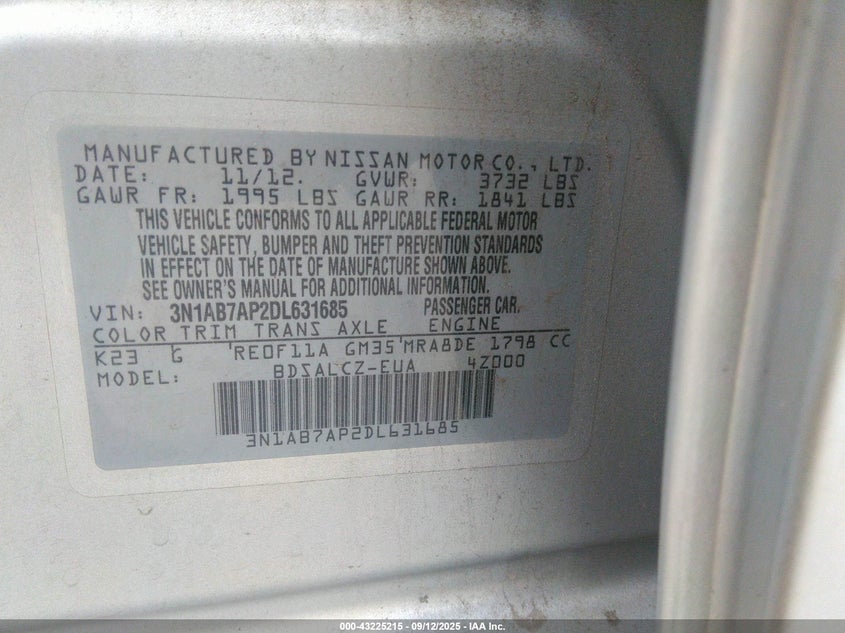 MANUFACTURED BY NISSAN MOTOR CO., LTD.
DATE: 11/12. GVWR: 3732 LBS
GAWR FR: 1995 LBS GAWR RR: 1841 LBS
THIS VEHICLE CONFORMS TO ALL APPLICABLE FEDERAL MOTOR
VEHICLE SAFETY, BUMPER AND THEFT PREVENTION STANDARDS
IN EFFECT ON THE DATE OF MANUFACTURE SHOWN ABOVE.
SEE OWNER'S MANUAL FOR ADDITIONAL INFORMATION.
VIN: 3N1AB7AP2DL631685 PASSENGER CAR.
COLOR TRIM TRANS AXLE ENGINE
K23 G RE0F11A GM35 MRA8DE 1798 CC
MODEL: BDSALCZ-EUA 4Z000
3N1AB7AP2DL631685
000-43225215 - 09/12/2025 - IAA Inc.